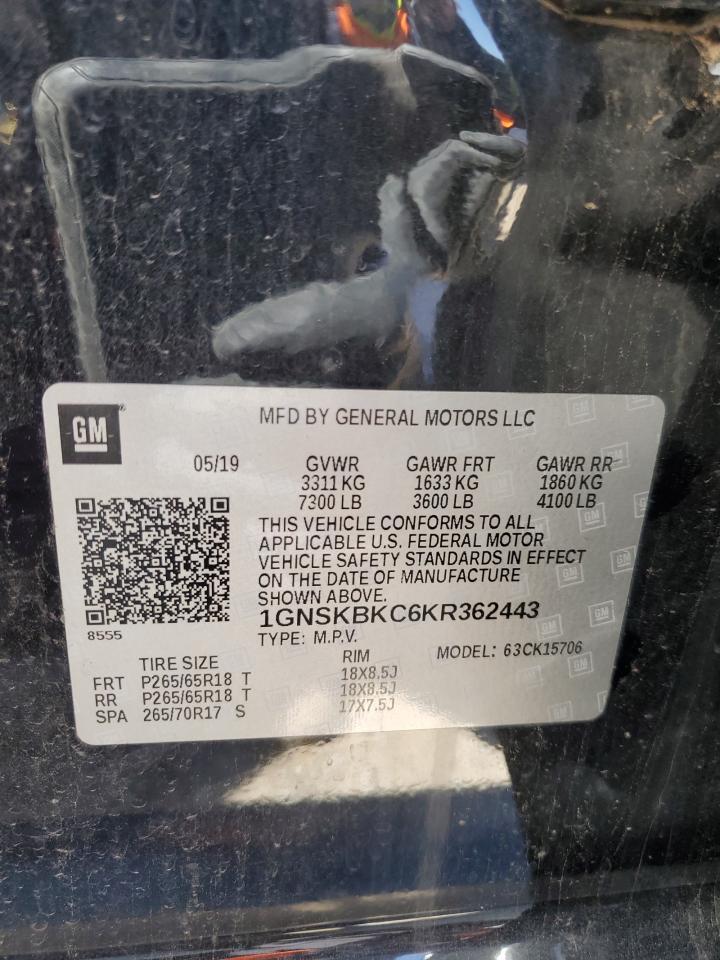 GM ®
MFD BY GENERAL MOTORS LLC
05/19 GVWR GAWR FRT GAWR RR
3311 KG 1633 KG 1860 KG
7300 LB 3600 LB 4100 LB
THIS VEHICLE CONFORMS TO ALL
APPLICABLE U.S. FEDERAL MOTOR
VEHICLE SAFETY STANDARDS IN EFFECT
ON THE DATE OF MANUFACTURE
SHOWN ABOVE.
1GNSKBKC6KR362443
8555
TYPE: M.P.V. MODEL: 63CK15706
TIRE SIZE RIM
FRT P265/65R18 T 18X8.5J
RR P265/65R18 T 18X8.5J
SPA 265/70R17 S 17X7.5J